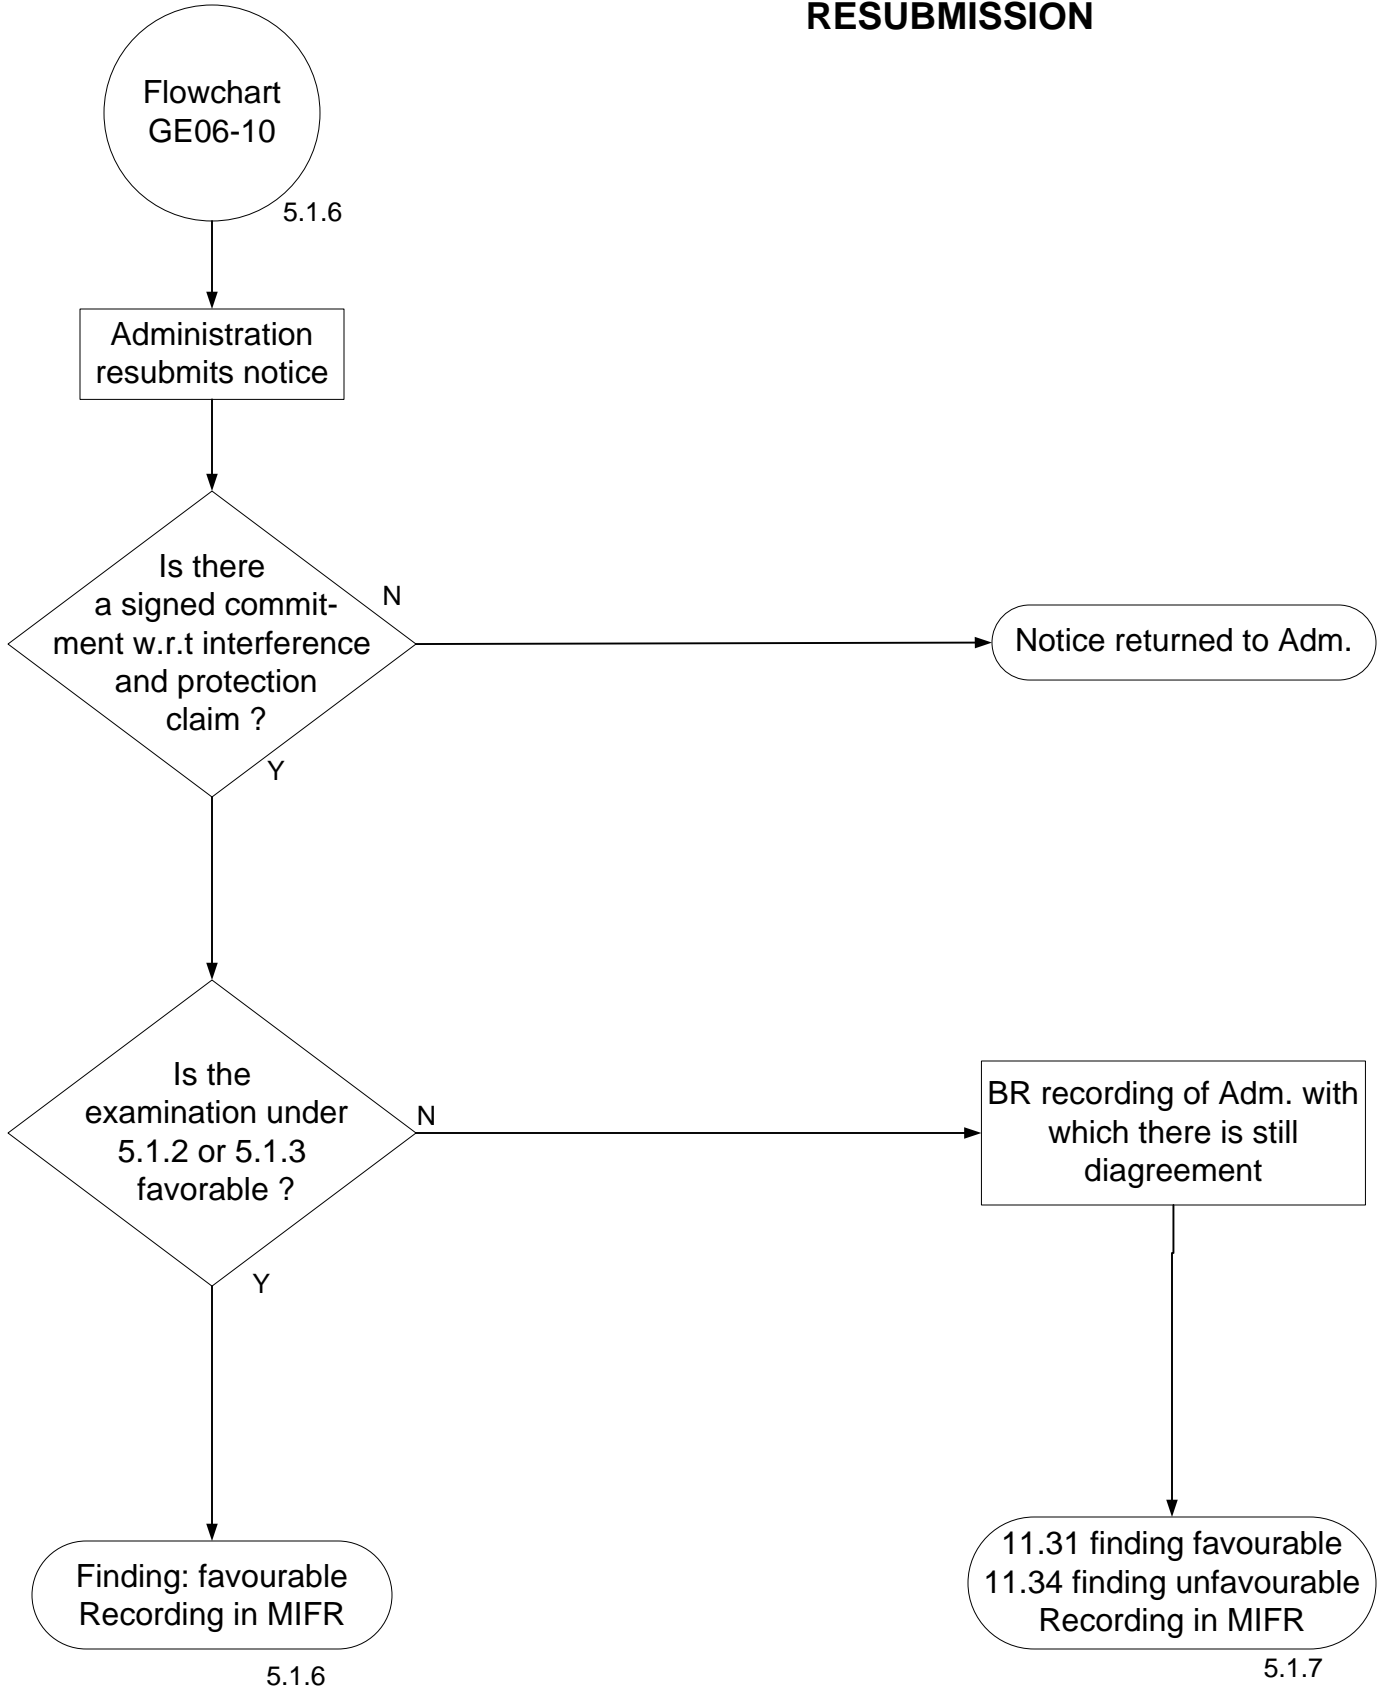 RESUBMISSION
Flowchart
GE06-10
5.1.6
Administration
resubmits notice
Is there
a signed commit-
ment w.r.t interference
and protection
claim ?
N
Y
Notice returned to Adm.
Is the
examination under
5.1.2 or 5.1.3
favorable ?
N
Y
BR recording of Adm. with
which there is still
diagreement
Finding: favourable
Recording in MIFR
5.1.6
11.31 finding favourable
11.34 finding unfavourable
Recording in MIFR
5.1.7